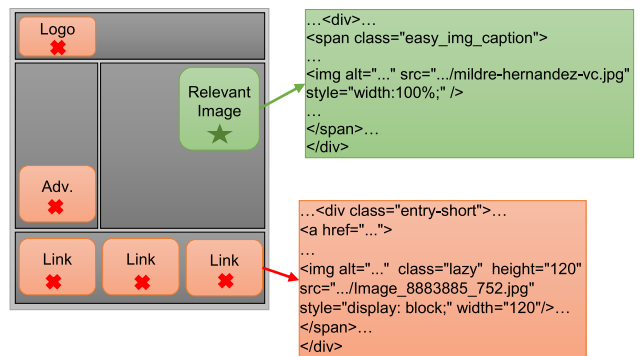 Logo
Relevant
Image
Adv.
Link
Link
Link
…<div>…
<span class="easy_img_caption">
…
<img alt="..." src=".../mildre-hernandez-vc.jpg"
style="width:100%;" />
…
</span>…
</div>
…<div class="entry-short">…
<a href="...">
…
<img alt="..." class="lazy" height="120"
src=".../Image_8883885_752.jpg"
style="display: block;" width="120"/>…
</span>…
</div>